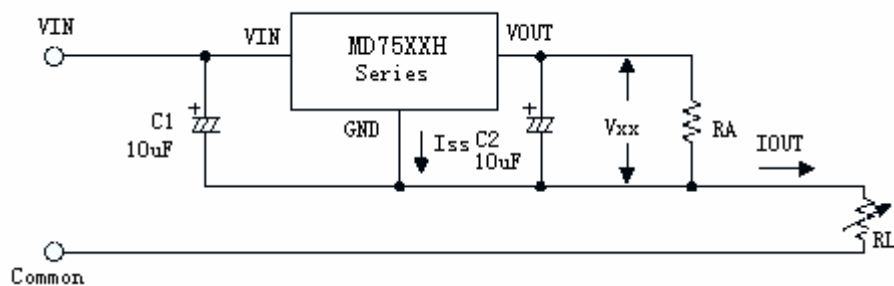 VIN
VIN
MD75XXH
Series
VOUT
+
C1
10uF
GND
Iss
+
C2
10uF
Vxx
RA
IOUT
RL
Common